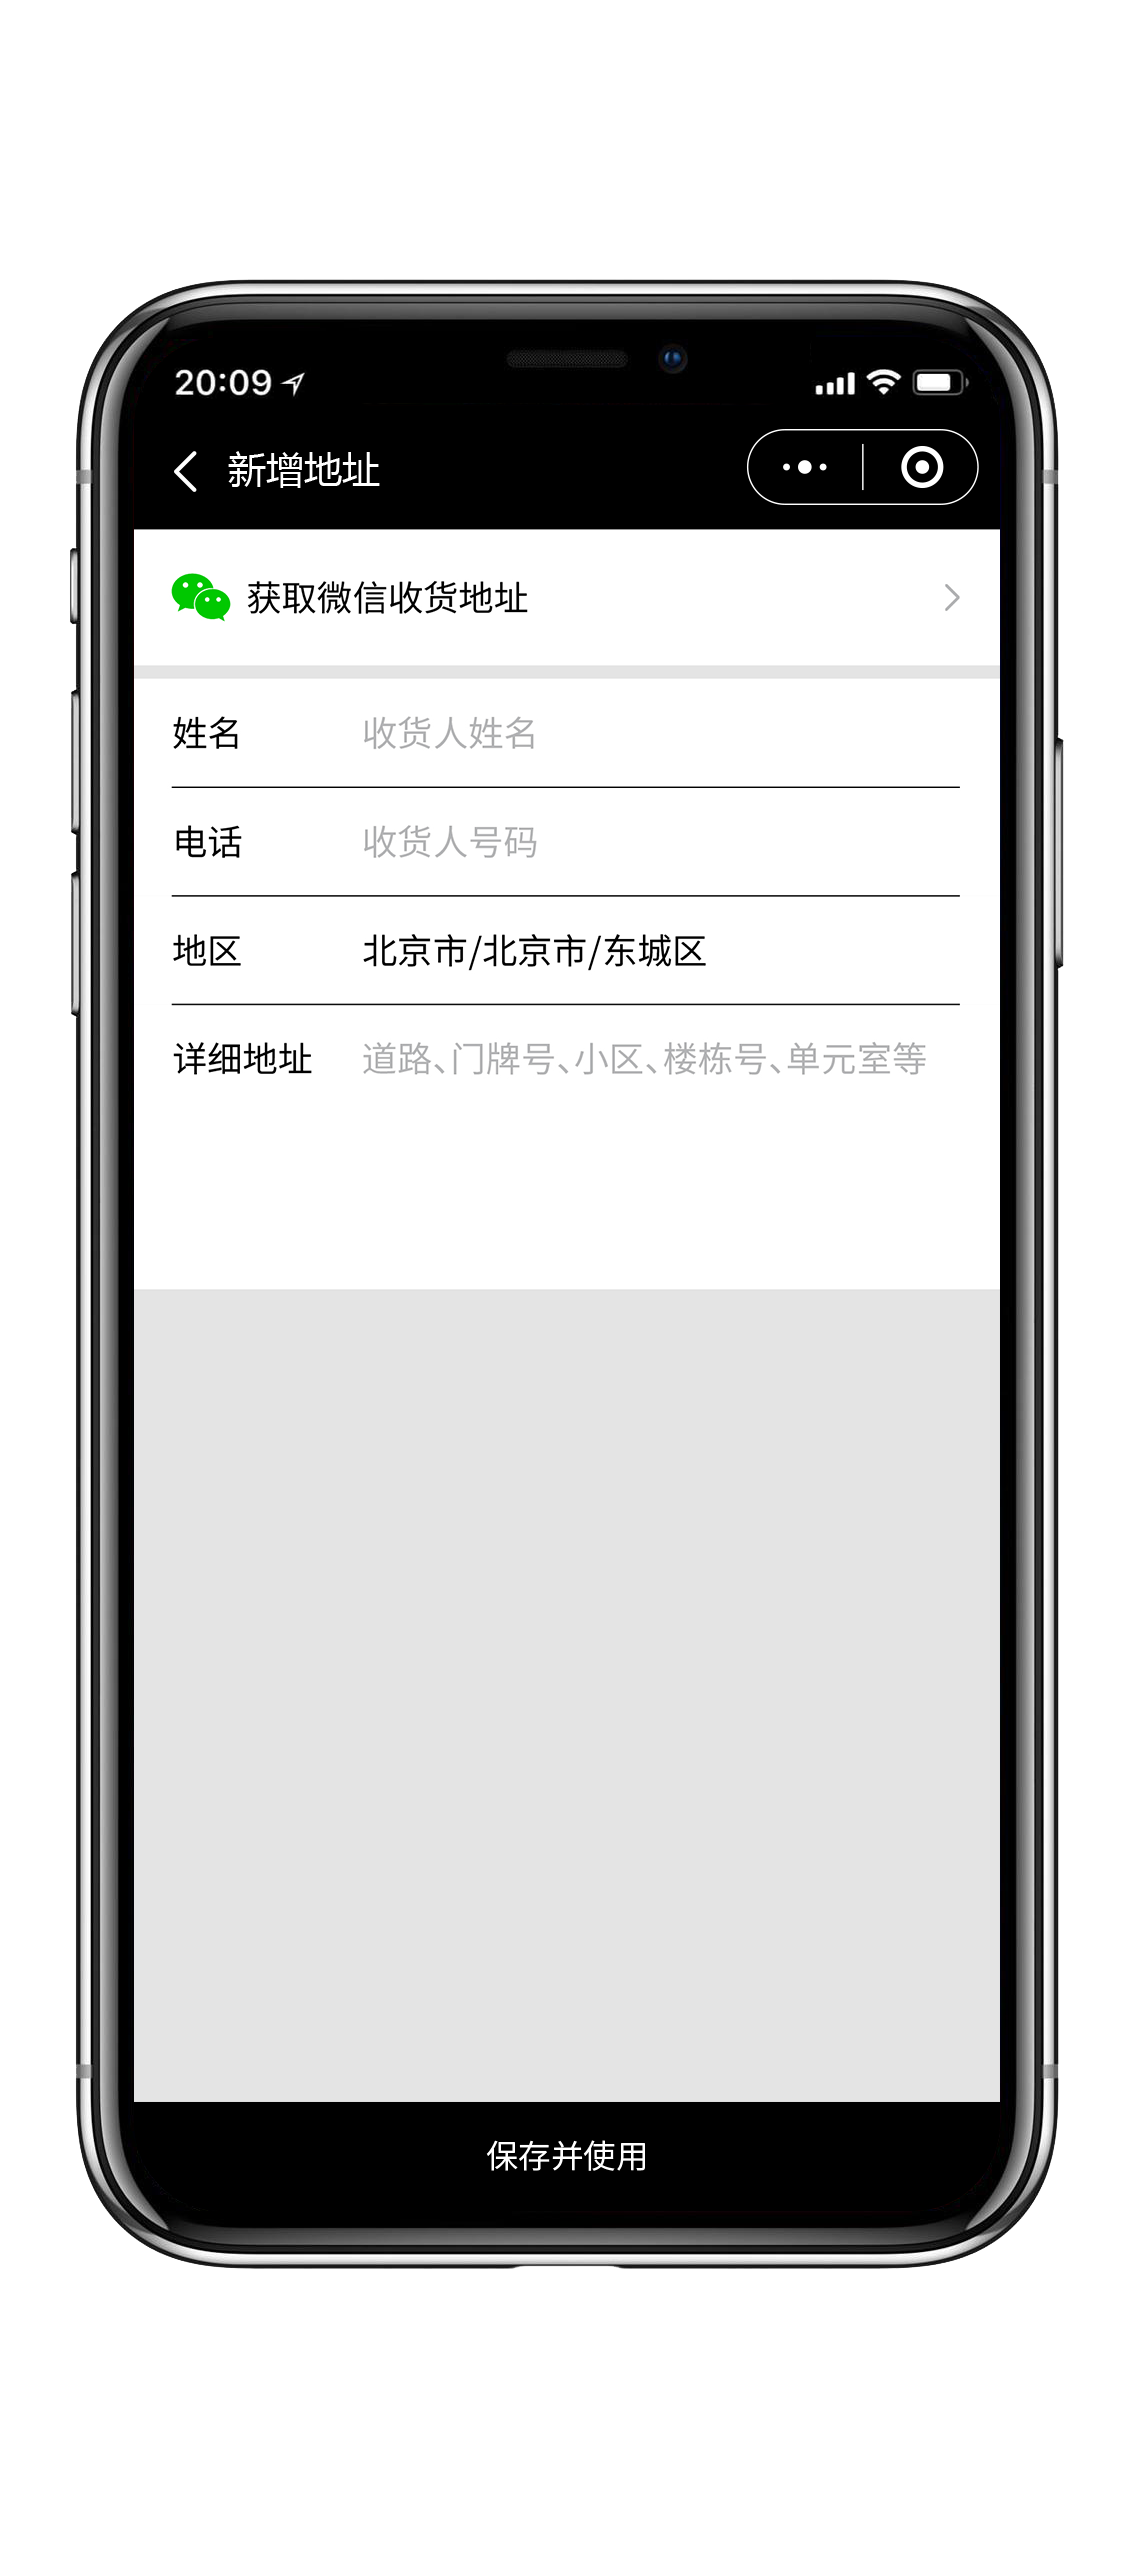 20:09
新增地址
获取微信收货地址
姓名 收货人姓名
电话 收货人号码
地区 北京市/北京市/东城区
详细地址 道路、门牌号、小区、楼栋号、单元室等
保存并使用